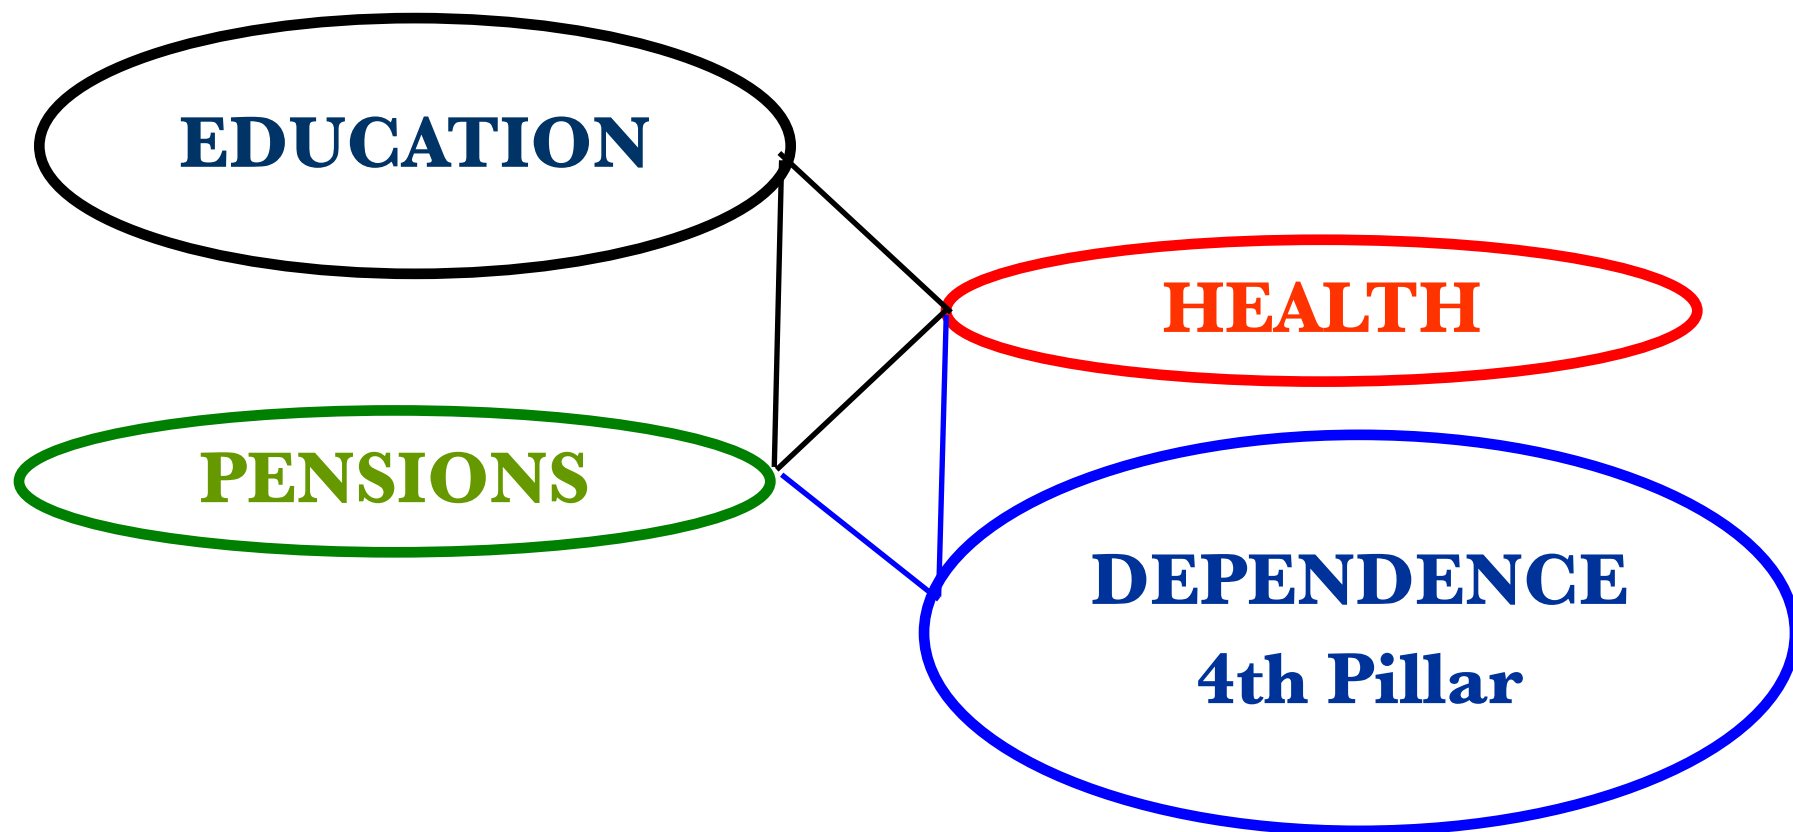 EDUCATION
HEALTH
PENSIONS
DEPENDENCE
4th Pillar